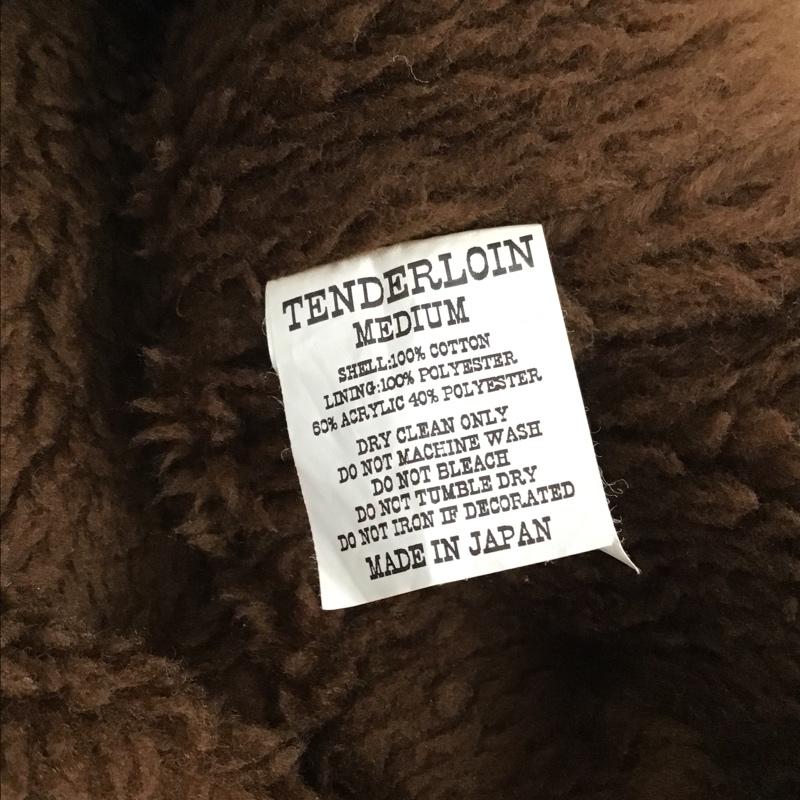 TENDERLOIN
MEDIUM
SHELL:100% COTTON
LINING:100% POLYESTER
60% ACRYLIC 40% POLYESTER
DRY CLEAN ONLY
DO NOT MACHINE WASH
DO NOT BLEACH
DO NOT TUMBLE DRY
DO NOT IRON IF DECORATED
MADE IN JAPAN